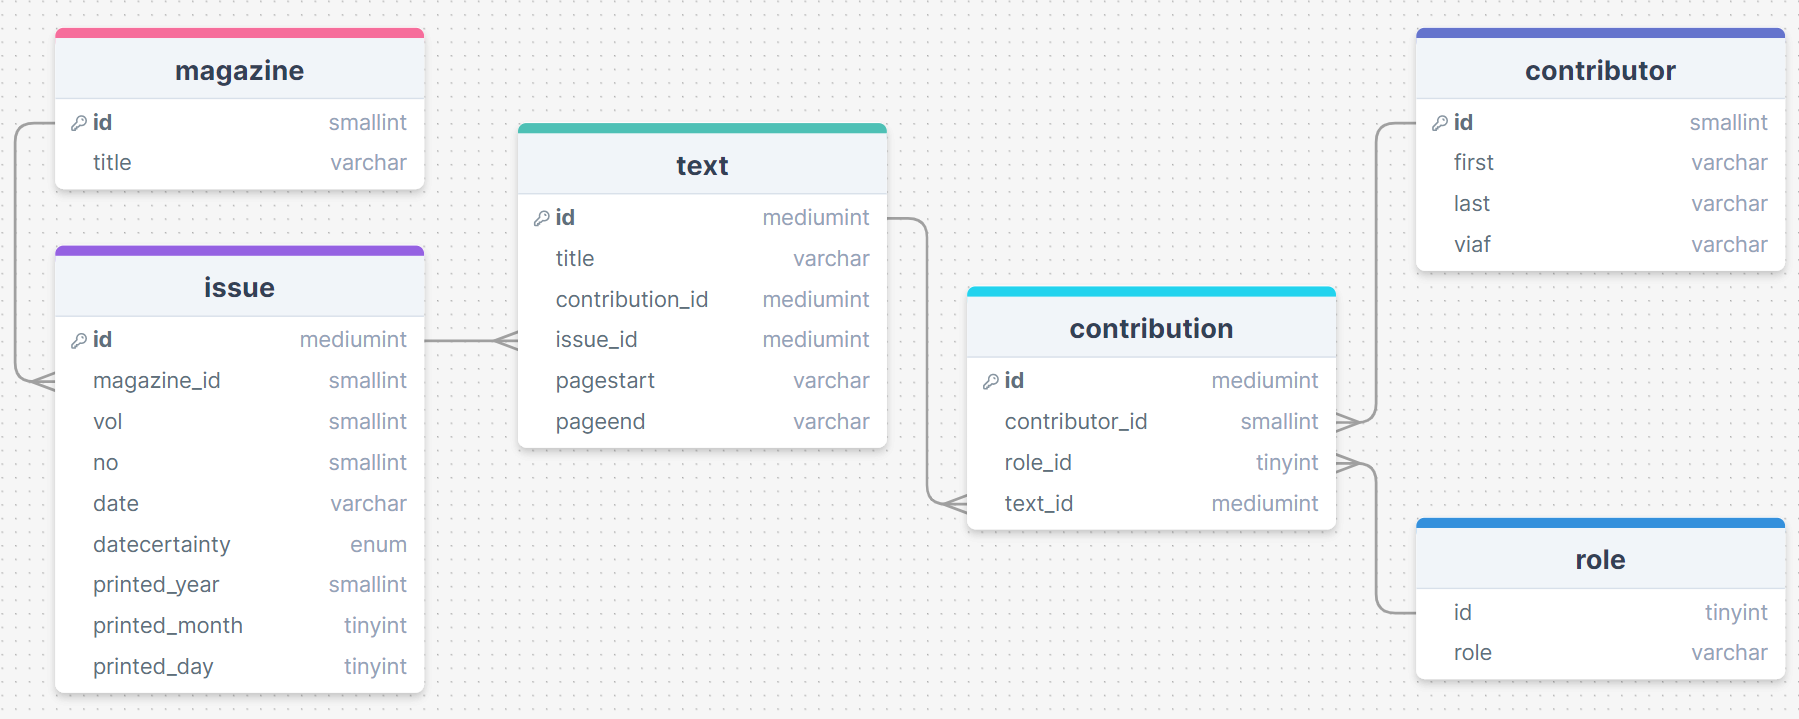 magazine
id smallint
title varchar
issue
id mediumint
magazine_id smallint
vol smallint
no smallint
date varchar
datecertainty enum
printed_year smallint
printed_month tinyint
printed_day tinyint
text
id mediumint
title varchar
contribution_id mediumint
issue_id mediumint
pagestart varchar
pageend varchar
contribution
id mediumint
contributor_id smallint
role_id tinyint
text_id mediumint
contributor
id smallint
first varchar
last varchar
viaf varchar
role
id tinyint
role varchar